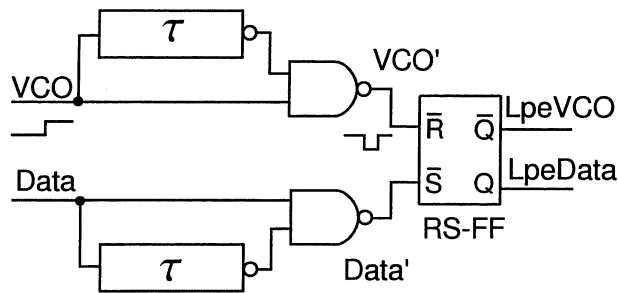 τ
VCO'
VCO
LpeVCO
R̅ Q̅
LpeData
Data
S̅ Q
RS-FF
τ
Data'